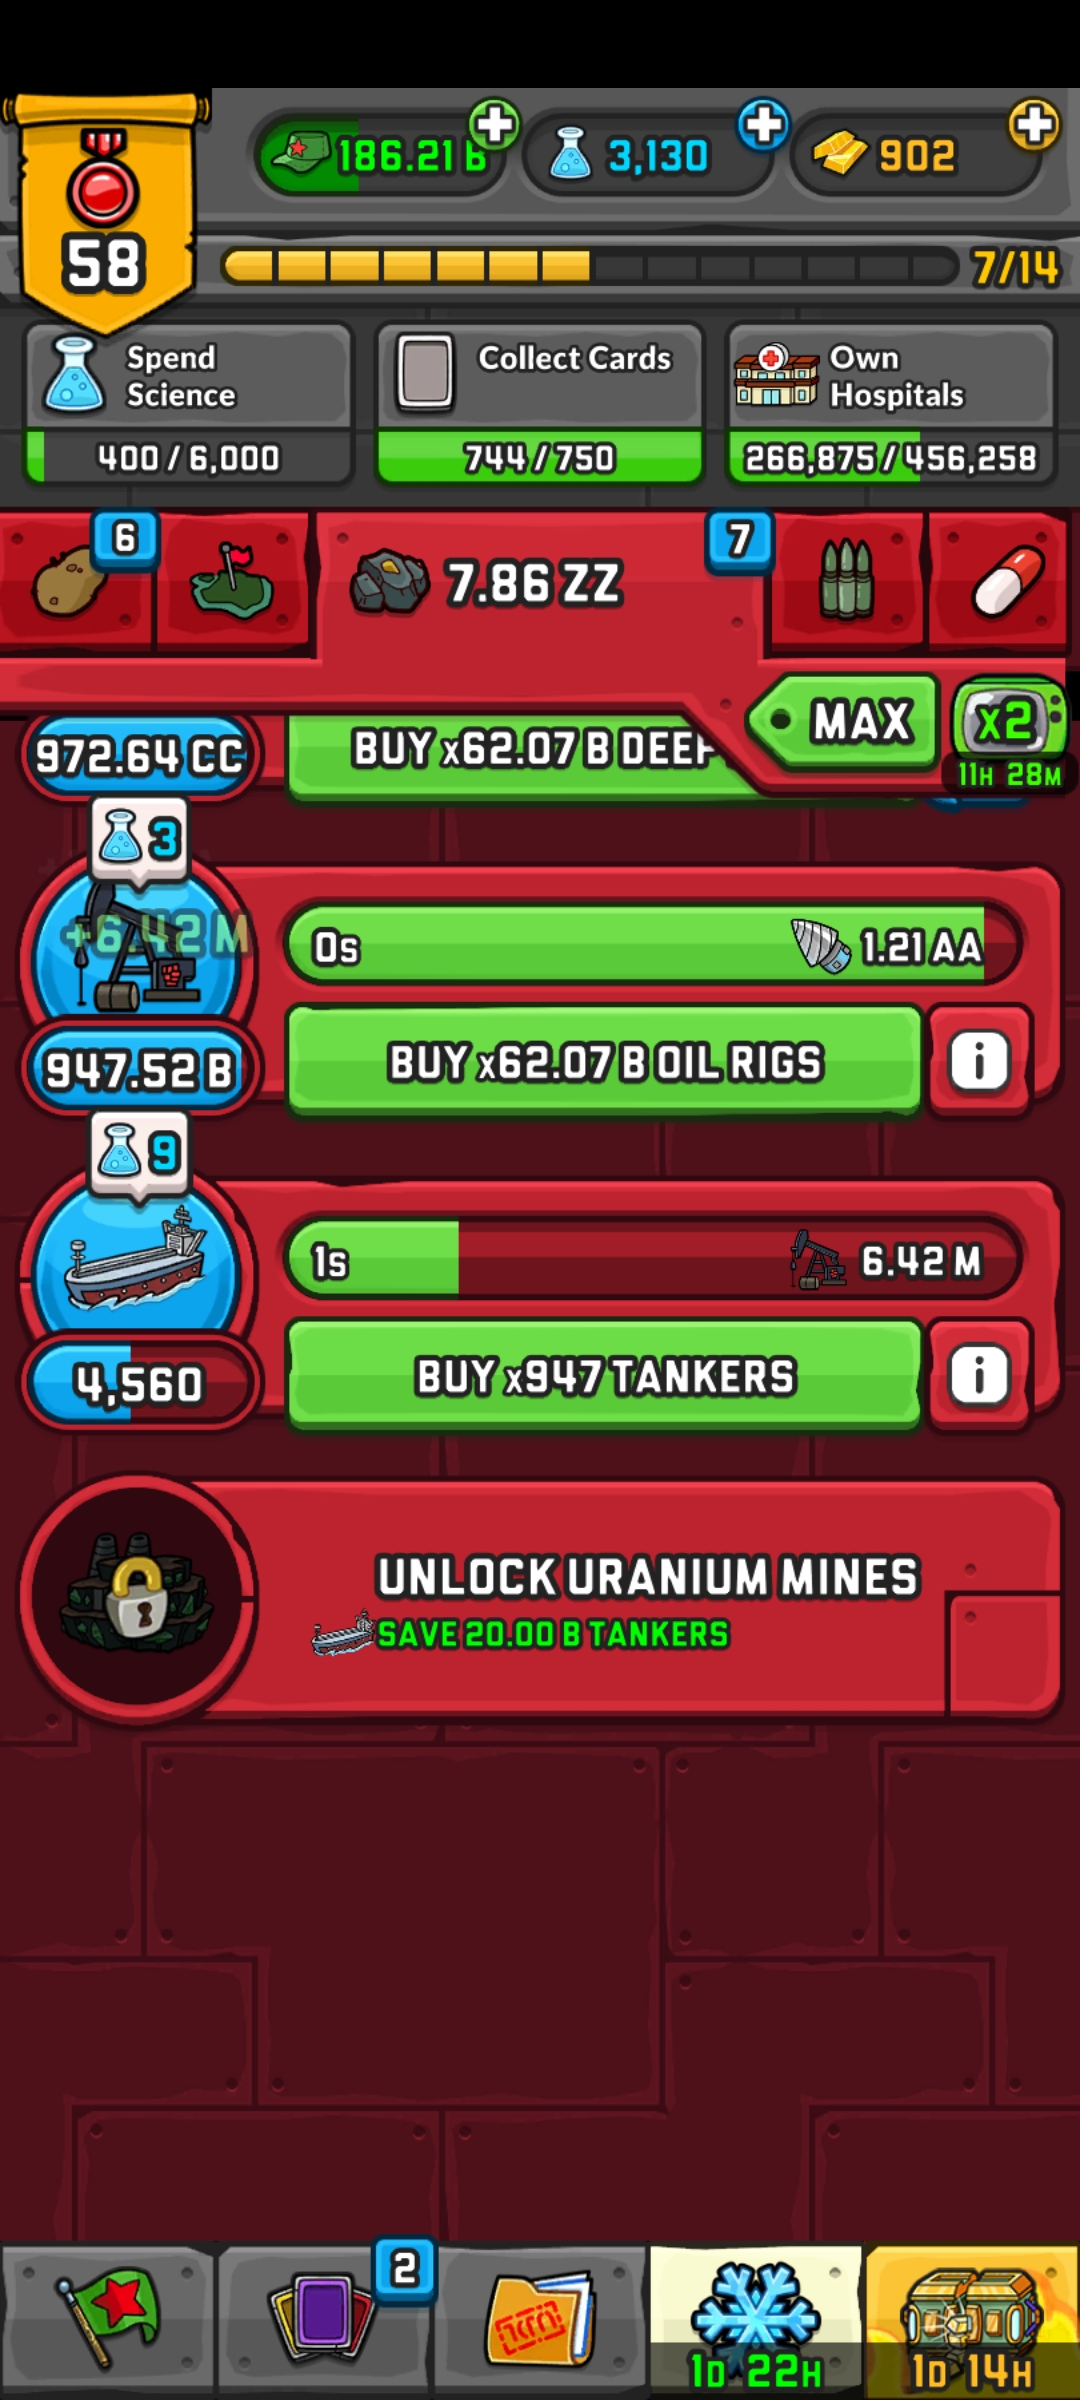 58
186.21 B
3,130
902
7/14
Spend
Science
400 / 6,000
Collect Cards
744 / 750
Own
Hospitals
266,875 / 456,258
6
7.86 ZZ
7
MAX
x2
11H 28M
972.64 CC
BUY x62.07 B DEEP
3
+6.42 M
0s
1.21 AA
947.52 B
BUY x62.07 B OIL RIGS
i
9
1s
6.42 M
4,560
BUY x947 TANKERS
i
UNLOCK URANIUM MINES
SAVE 20.00 B TANKERS
2
1D 22H
1D 14H